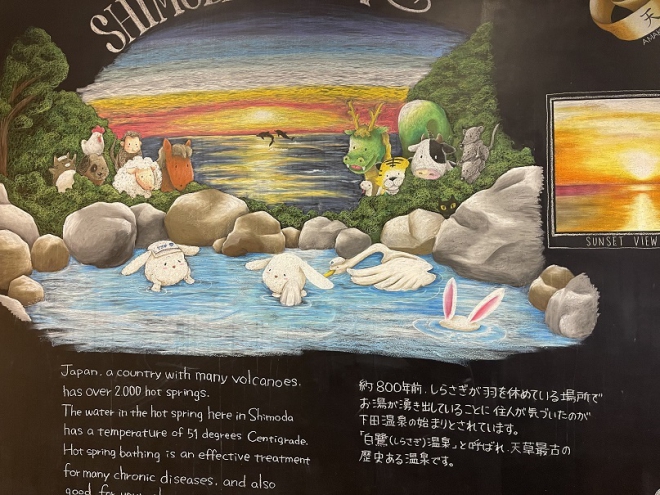 天
SUNSET VIEW
Japan, a country with many volcanoes,
has over 2,000 hot springs.
The water in the hot spring here in Shimoda
has a temperature of 51 degrees Centigrade.
Hot spring bathing is an effective treatment
for many chronic diseases, and also
約800年前、しらさぎが羽を休めている場所で
お湯が湧き出していることに住人が気づいたのが
下田温泉の始まりとされています。
「白鷺(しらさぎ)温泉」と呼ばれ、天草最古の
歴史ある温泉です。